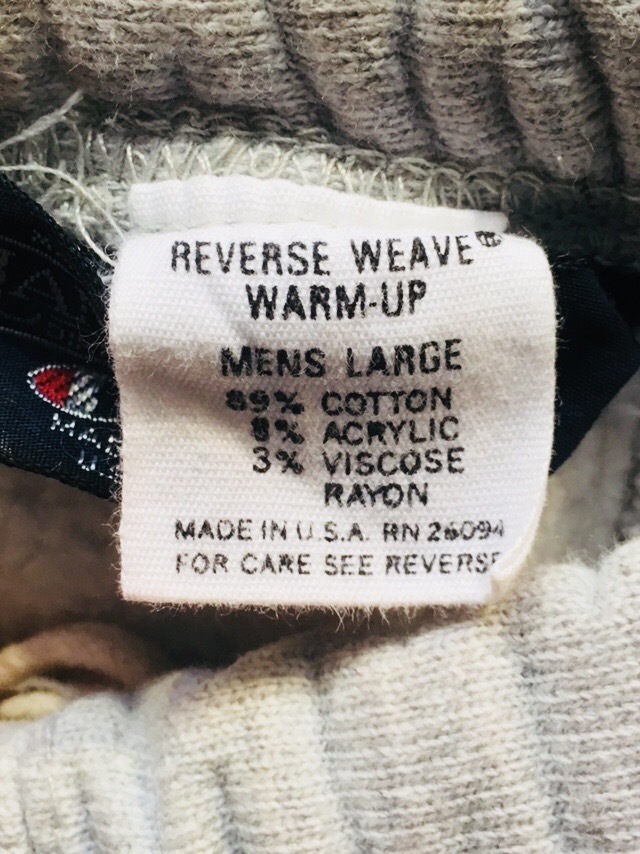 REVERSE WEAVE™
WARM-UP
MENS LARGE
89% COTTON
8% ACRYLIC
3% VISCOSE
RAYON
MADE IN U.S.A. RN 26094
FOR CARE SEE REVERSE